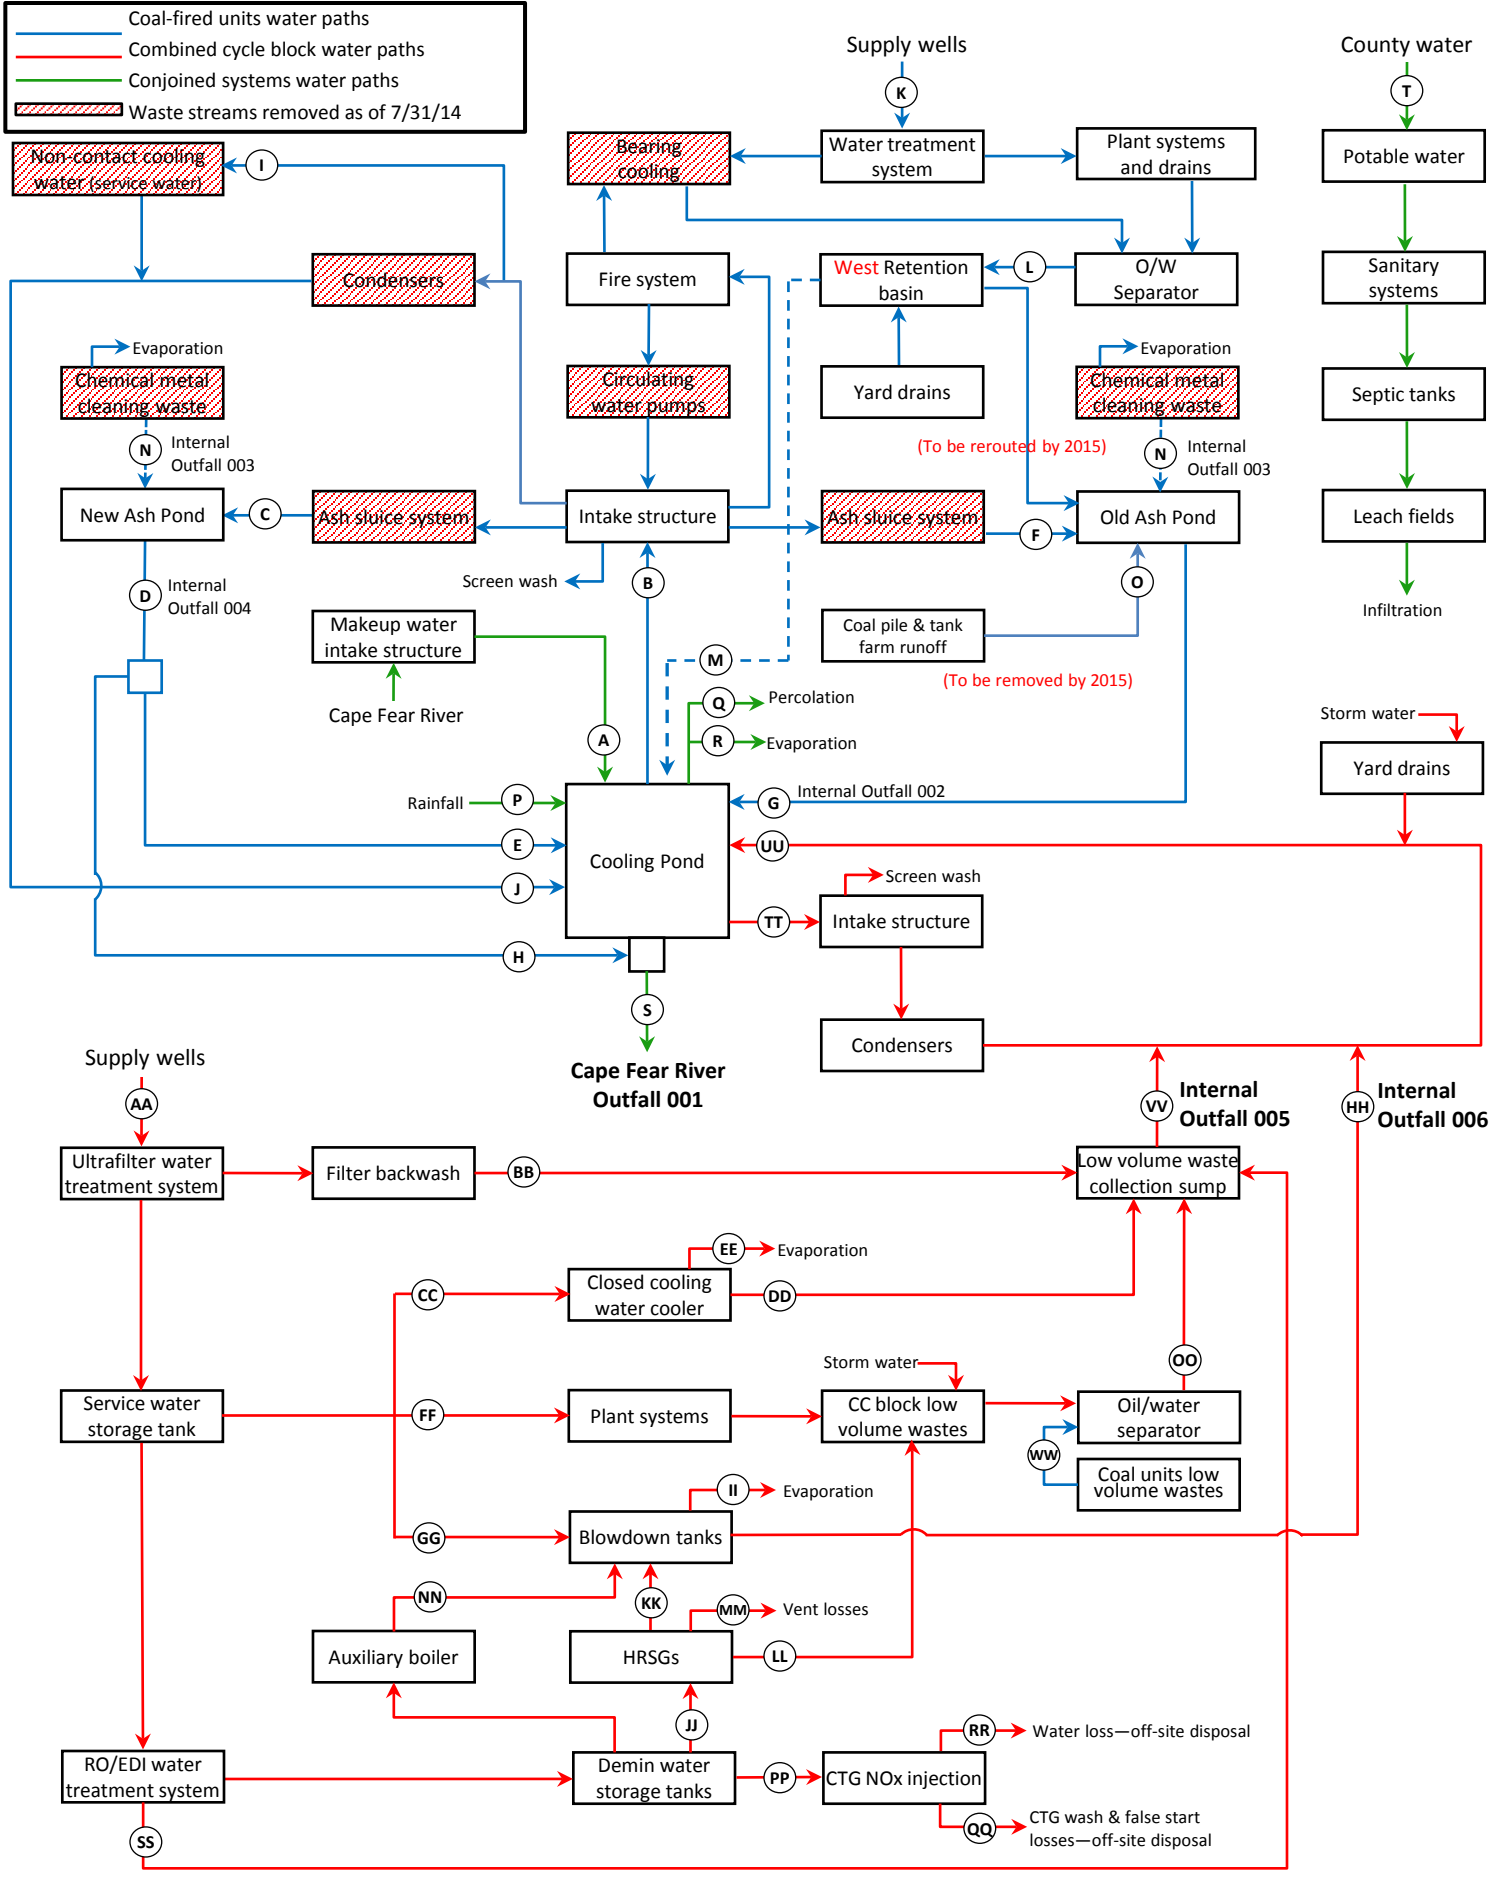 Coal-fired units water paths
Combined cycle block water paths
Conjoined systems water paths
Waste streams removed as of 7/31/14
Supply wells
County water
K
T
Non-contact cooling
water (service water)
I
Bearing
cooling
Water treatment
system
Plant systems
and drains
Potable water
Condensers
Fire system
West Retention
basin
L
O/W
Separator
Sanitary
systems
Evaporation
Chemical metal
cleaning waste
Circulating
water pumps
Yard drains
Evaporation
Chemical metal
cleaning waste
Septic tanks
N
Internal
Outfall 003
(To be rerouted by 2015)
N
Internal
Outfall 003
New Ash Pond
C
Ash sluice system
Intake structure
Ash sluice system
F
Old Ash Pond
Leach fields
Screen wash
B
O
D
Internal
Outfall 004
Infiltration
Makeup water
intake structure
Coal pile & tank
farm runoff
M
(To be removed by 2015)
Cape Fear River
Q
Percolation
A
R
Evaporation
Storm water
Yard drains
Rainfall
P
G
Internal Outfall 002
E
UU
Cooling Pond
J
Screen wash
TT
Intake structure
H
S
Condensers
Cape Fear River
Outfall 001
Supply wells
AA
VV
Internal
Outfall 005
HH
Internal
Outfall 006
Ultrafilter water
treatment system
Filter backwash
BB
Low volume waste
collection sump
EE
Evaporation
CC
Closed cooling
water cooler
DD
Storm water
OO
Service water
storage tank
FF
Plant systems
CC block low
volume wastes
Oil/water
separator
WW
Coal units low
volume wastes
II
Evaporation
GG
Blowdown tanks
NN
KK
MM
Vent losses
Auxiliary boiler
HRSGs
LL
JJ
RR
Water loss—off-site disposal
RO/EDI water
treatment system
Demin water
storage tanks
PP
CTG NOx injection
SS
QQ
CTG wash & false start
losses—off-site disposal